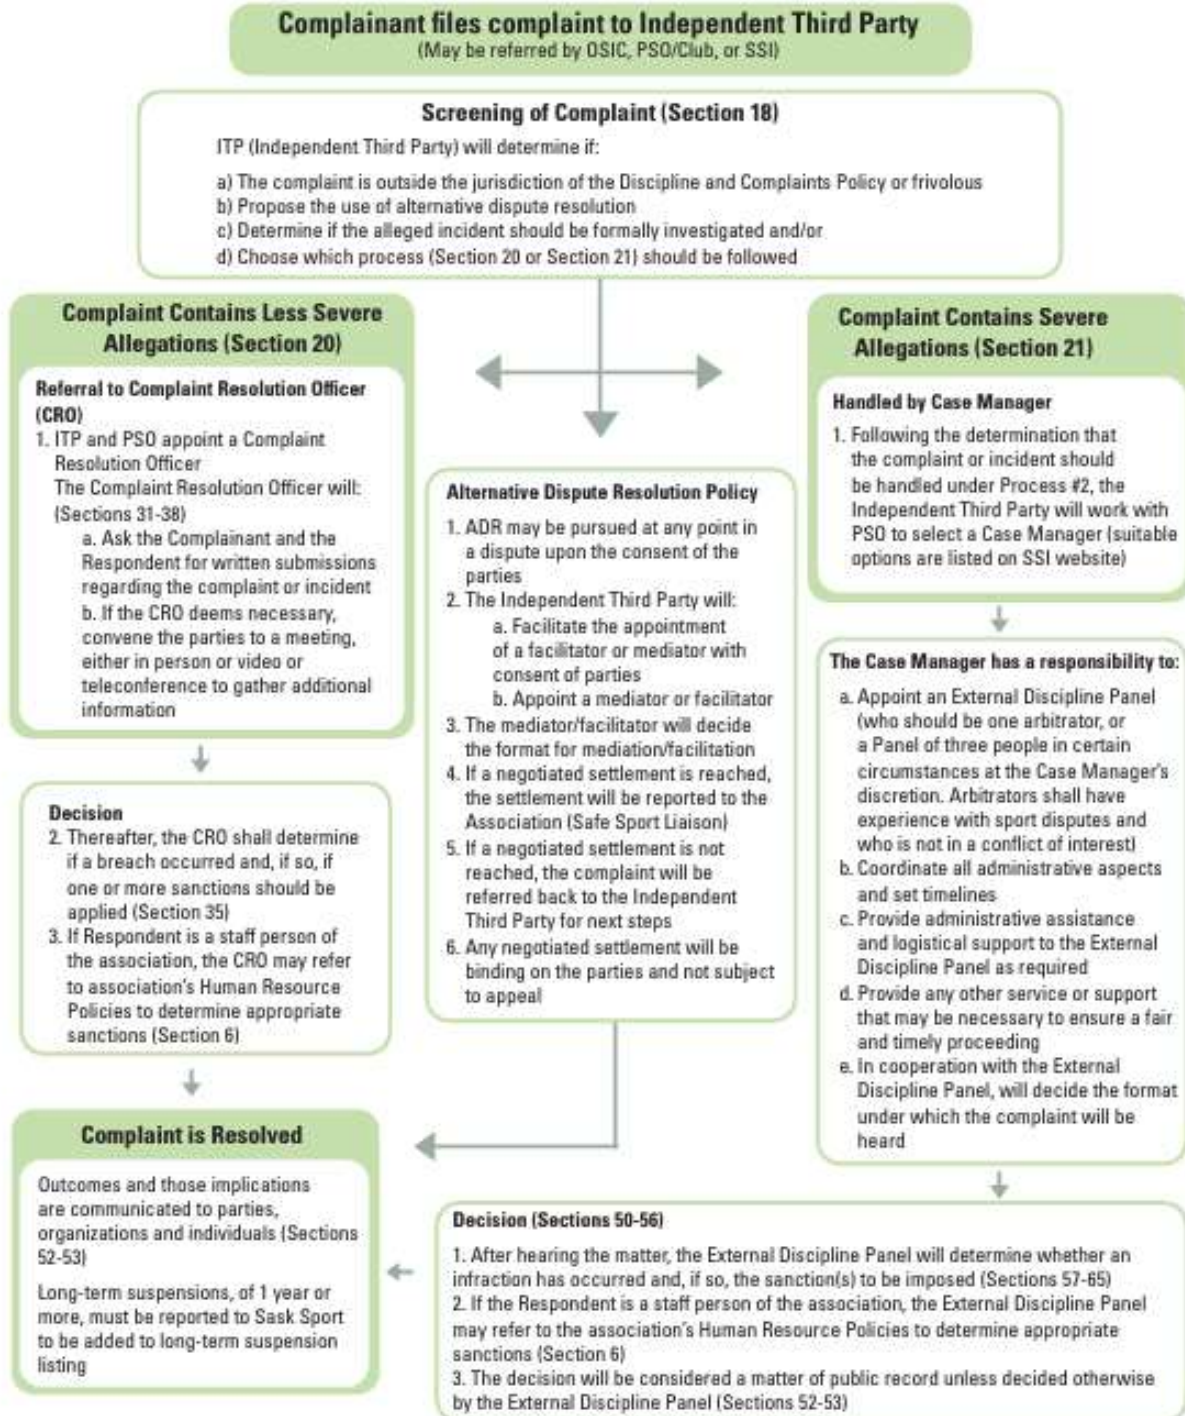 Complainant files complaint to Independent Third Party
(May be referred by OSIC, PSO/Club, or SSI)
Screening of Complaint (Section 18)
ITP (Independent Third Party) will determine if:
a) The complaint is outside the jurisdiction of the Discipline and Complaints Policy or frivolous
b) Propose the use of alternative dispute resolution
c) Determine if the alleged incident should be formally investigated and/or
d) Choose which process (Section 20 or Section 21) should be followed
Complaint Contains Less Severe
Allegations (Section 20)
Referral to Complaint Resolution Officer
(CRO)
1. ITP and PSO appoint a Complaint
Resolution Officer
The Complaint Resolution Officer will:
(Sections 31-38)
a. Ask the Complainant and the
Respondent for written submissions
regarding the complaint or incident
b. If the CRO deems necessary,
convene the parties to a meeting,
either in person or video or
teleconference to gather additional
information
Decision
2. Thereafter, the CRO shall determine
if a breach occurred and, if so, if
one or more sanctions should be
applied (Section 35)
3. If Respondent is a staff person of
the association, the CRO may refer
to association's Human Resource
Policies to determine appropriate
sanctions (Section 6)
Alternative Dispute Resolution Policy
1. ADR may be pursued at any point in
a dispute upon the consent of the
parties
2. The Independent Third Party will:
a. Facilitate the appointment
of a facilitator or mediator with
consent of parties
b. Appoint a mediator or facilitator
3. The mediator/facilitator will decide
the format for mediation/facilitation
4. If a negotiated settlement is reached,
the settlement will be reported to the
Association (Safe Sport Liaison)
5. If a negotiated settlement is not
reached, the complaint will be
referred back to the Independent
Third Party for next steps
6. Any negotiated settlement will be
binding on the parties and not subject
to appeal
Complaint Contains Severe
Allegations (Section 21)
Handled by Case Manager
1. Following the determination that
the complaint or incident should
be handled under Process #2, the
Independent Third Party will work with
PSO to select a Case Manager (suitable
options are listed on SSI website)
The Case Manager has a responsibility to:
a. Appoint an External Discipline Panel
(who should be one arbitrator, or
a Panel of three people in certain
circumstances at the Case Manager's
discretion. Arbitrators shall have
experience with sport disputes and
who is not in a conflict of interest)
b. Coordinate all administrative aspects
and set timelines
c. Provide administrative assistance
and logistical support to the External
Discipline Panel as required
d. Provide any other service or support
that may be necessary to ensure a fair
and timely proceeding
e. In cooperation with the External
Discipline Panel, will decide the format
under which the complaint will be
heard
Decision (Sections 50-56)
1. After hearing the matter, the External Discipline Panel will determine whether an
infraction has occurred and, if so, the sanction(s) to be imposed (Sections 57-65)
2. If the Respondent is a staff person of the association, the External Discipline Panel
may refer to the association's Human Resource Policies to determine appropriate
sanctions (Section 6)
3. The decision will be considered a matter of public record unless decided otherwise
by the External Discipline Panel (Sections 52-53)
Complaint is Resolved
Outcomes and those implications
are communicated to parties,
organizations and individuals (Sections
52-53)
Long-term suspensions, of 1 year or
more, must be reported to Sask Sport
to be added to long-term suspension
listing